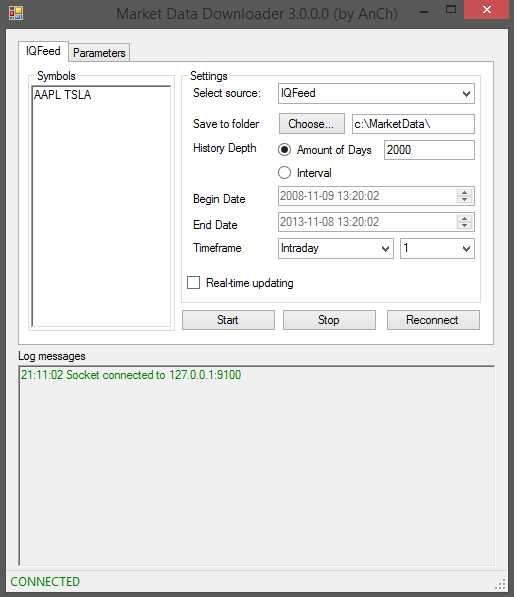 Market Data Downloader 3.0.0.0 (by AnCh)
IQFeed Parameters
Symbols
AAPL TSLA
Settings
Select source: IQFeed
Save to folder Choose... c:\MarketData\
History Depth Amount of Days 2000
Interval
Begin Date 2008-11-09 13:20:02
End Date 2013-11-08 13:20:02
Timeframe Intraday 1
Real-time updating
Start Stop Reconnect
Log messages
21:11:02 Socket connected to 127.0.0.1:9100
CONNECTED